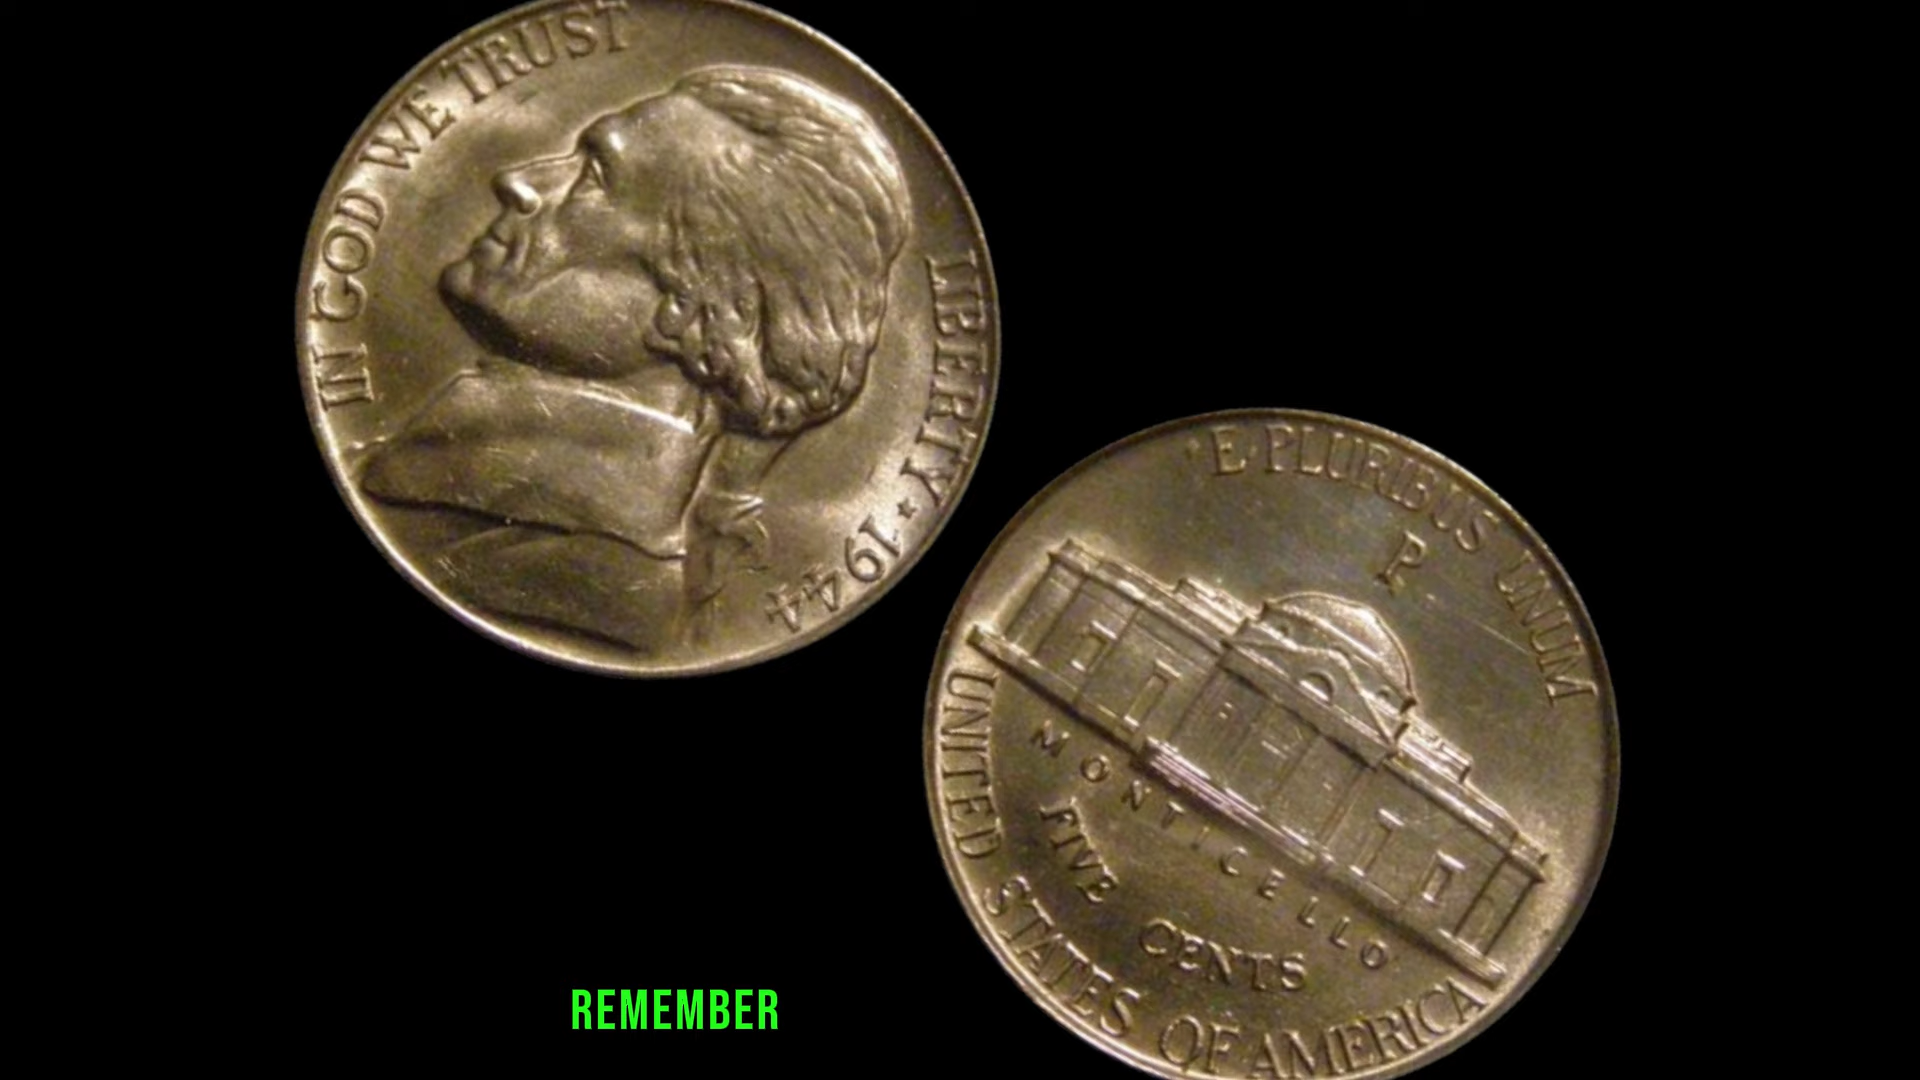 IN GOD WE TRUST
LIBERTY ★ 1944
E·PLURIBUS UNUM
P
MONTICELLO
FIVE CENTS
UNITED STATES OF AMERICA
REMEMBER